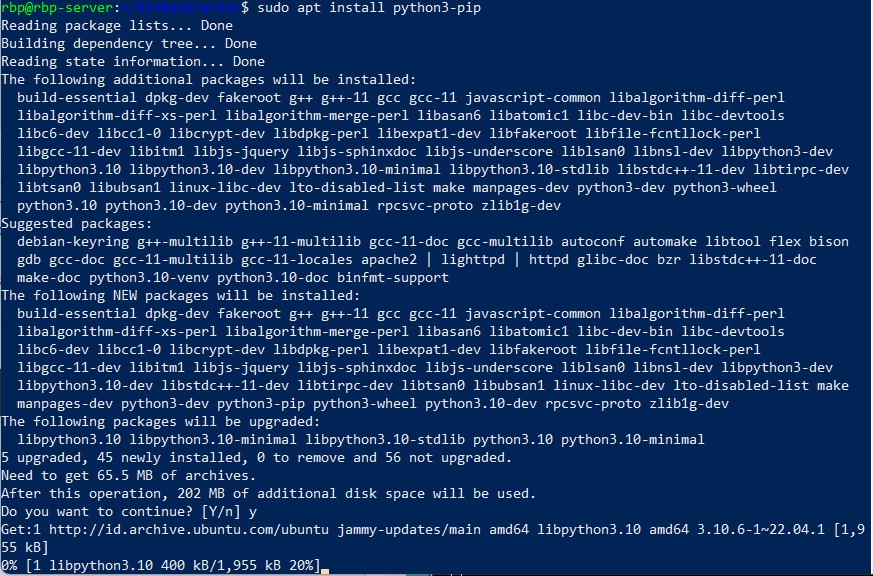 rbp@rbp-server:$ sudo apt install python3-pip
Reading package lists... Done
Building dependency tree... Done
Reading state information... Done
The following additional packages will be installed:
build-essential dpkg-dev fakeroot g++ g++-11 gcc gcc-11 javascript-common libalgorithm-diff-perl
libalgorithm-diff-xs-perl libalgorithm-merge-perl libasan6 libatomic1 libc-dev-bin libc-devtools
libc6-dev libcc1-0 libcrypt-dev libdpkg-perl libexpat1-dev libfakeroot libfile-fcntllock-perl
libgcc-11-dev libitm1 libjs-jquery libjs-sphinxdoc libjs-underscore liblsan0 libnsl-dev libpython3-dev
libpython3.10 libpython3.10-dev libpython3.10-minimal libpython3.10-stdlib libstdc++-11-dev libtirpc-dev
libtsan0 libubsan1 linux-libc-dev lto-disabled-list make manpages-dev python3-dev python3-wheel
python3.10 python3.10-dev python3.10-minimal rpcsvc-proto zlib1g-dev
Suggested packages:
debian-keyring g++-multilib g++-11-multilib gcc-11-doc gcc-multilib autoconf automake libtool flex bison
gdb gcc-doc gcc-11-multilib gcc-11-locales apache2 | lighttpd | httpd glibc-doc bzr libstdc++-11-doc
make-doc python3.10-venv python3.10-doc binfmt-support
The following NEW packages will be installed:
build-essential dpkg-dev fakeroot g++ g++-11 gcc gcc-11 javascript-common libalgorithm-diff-perl
libalgorithm-diff-xs-perl libalgorithm-merge-perl libasan6 libatomic1 libc-dev-bin libc-devtools
libc6-dev libcc1-0 libcrypt-dev libdpkg-perl libexpat1-dev libfakeroot libfile-fcntllock-perl
libgcc-11-dev libitm1 libjs-jquery libjs-sphinxdoc libjs-underscore liblsan0 libnsl-dev libpython3-dev
libpython3.10-dev libstdc++-11-dev libtirpc-dev libtsan0 libubsan1 linux-libc-dev lto-disabled-list make
manpages-dev python3-dev python3-pip python3-wheel python3.10-dev rpcsvc-proto zlib1g-dev
The following packages will be upgraded:
libpython3.10 libpython3.10-minimal libpython3.10-stdlib python3.10 python3.10-minimal
5 upgraded, 45 newly installed, 0 to remove and 56 not upgraded.
Need to get 65.5 MB of archives.
After this operation, 202 MB of additional disk space will be used.
Do you want to continue? [Y/n] y
Get:1 http://id.archive.ubuntu.com/ubuntu jammy-updates/main amd64 libpython3.10 amd64 3.10.6-1~22.04.1 [1,9
55 kB]
0% [1 libpython3.10 400 kB/1,955 kB 20%]